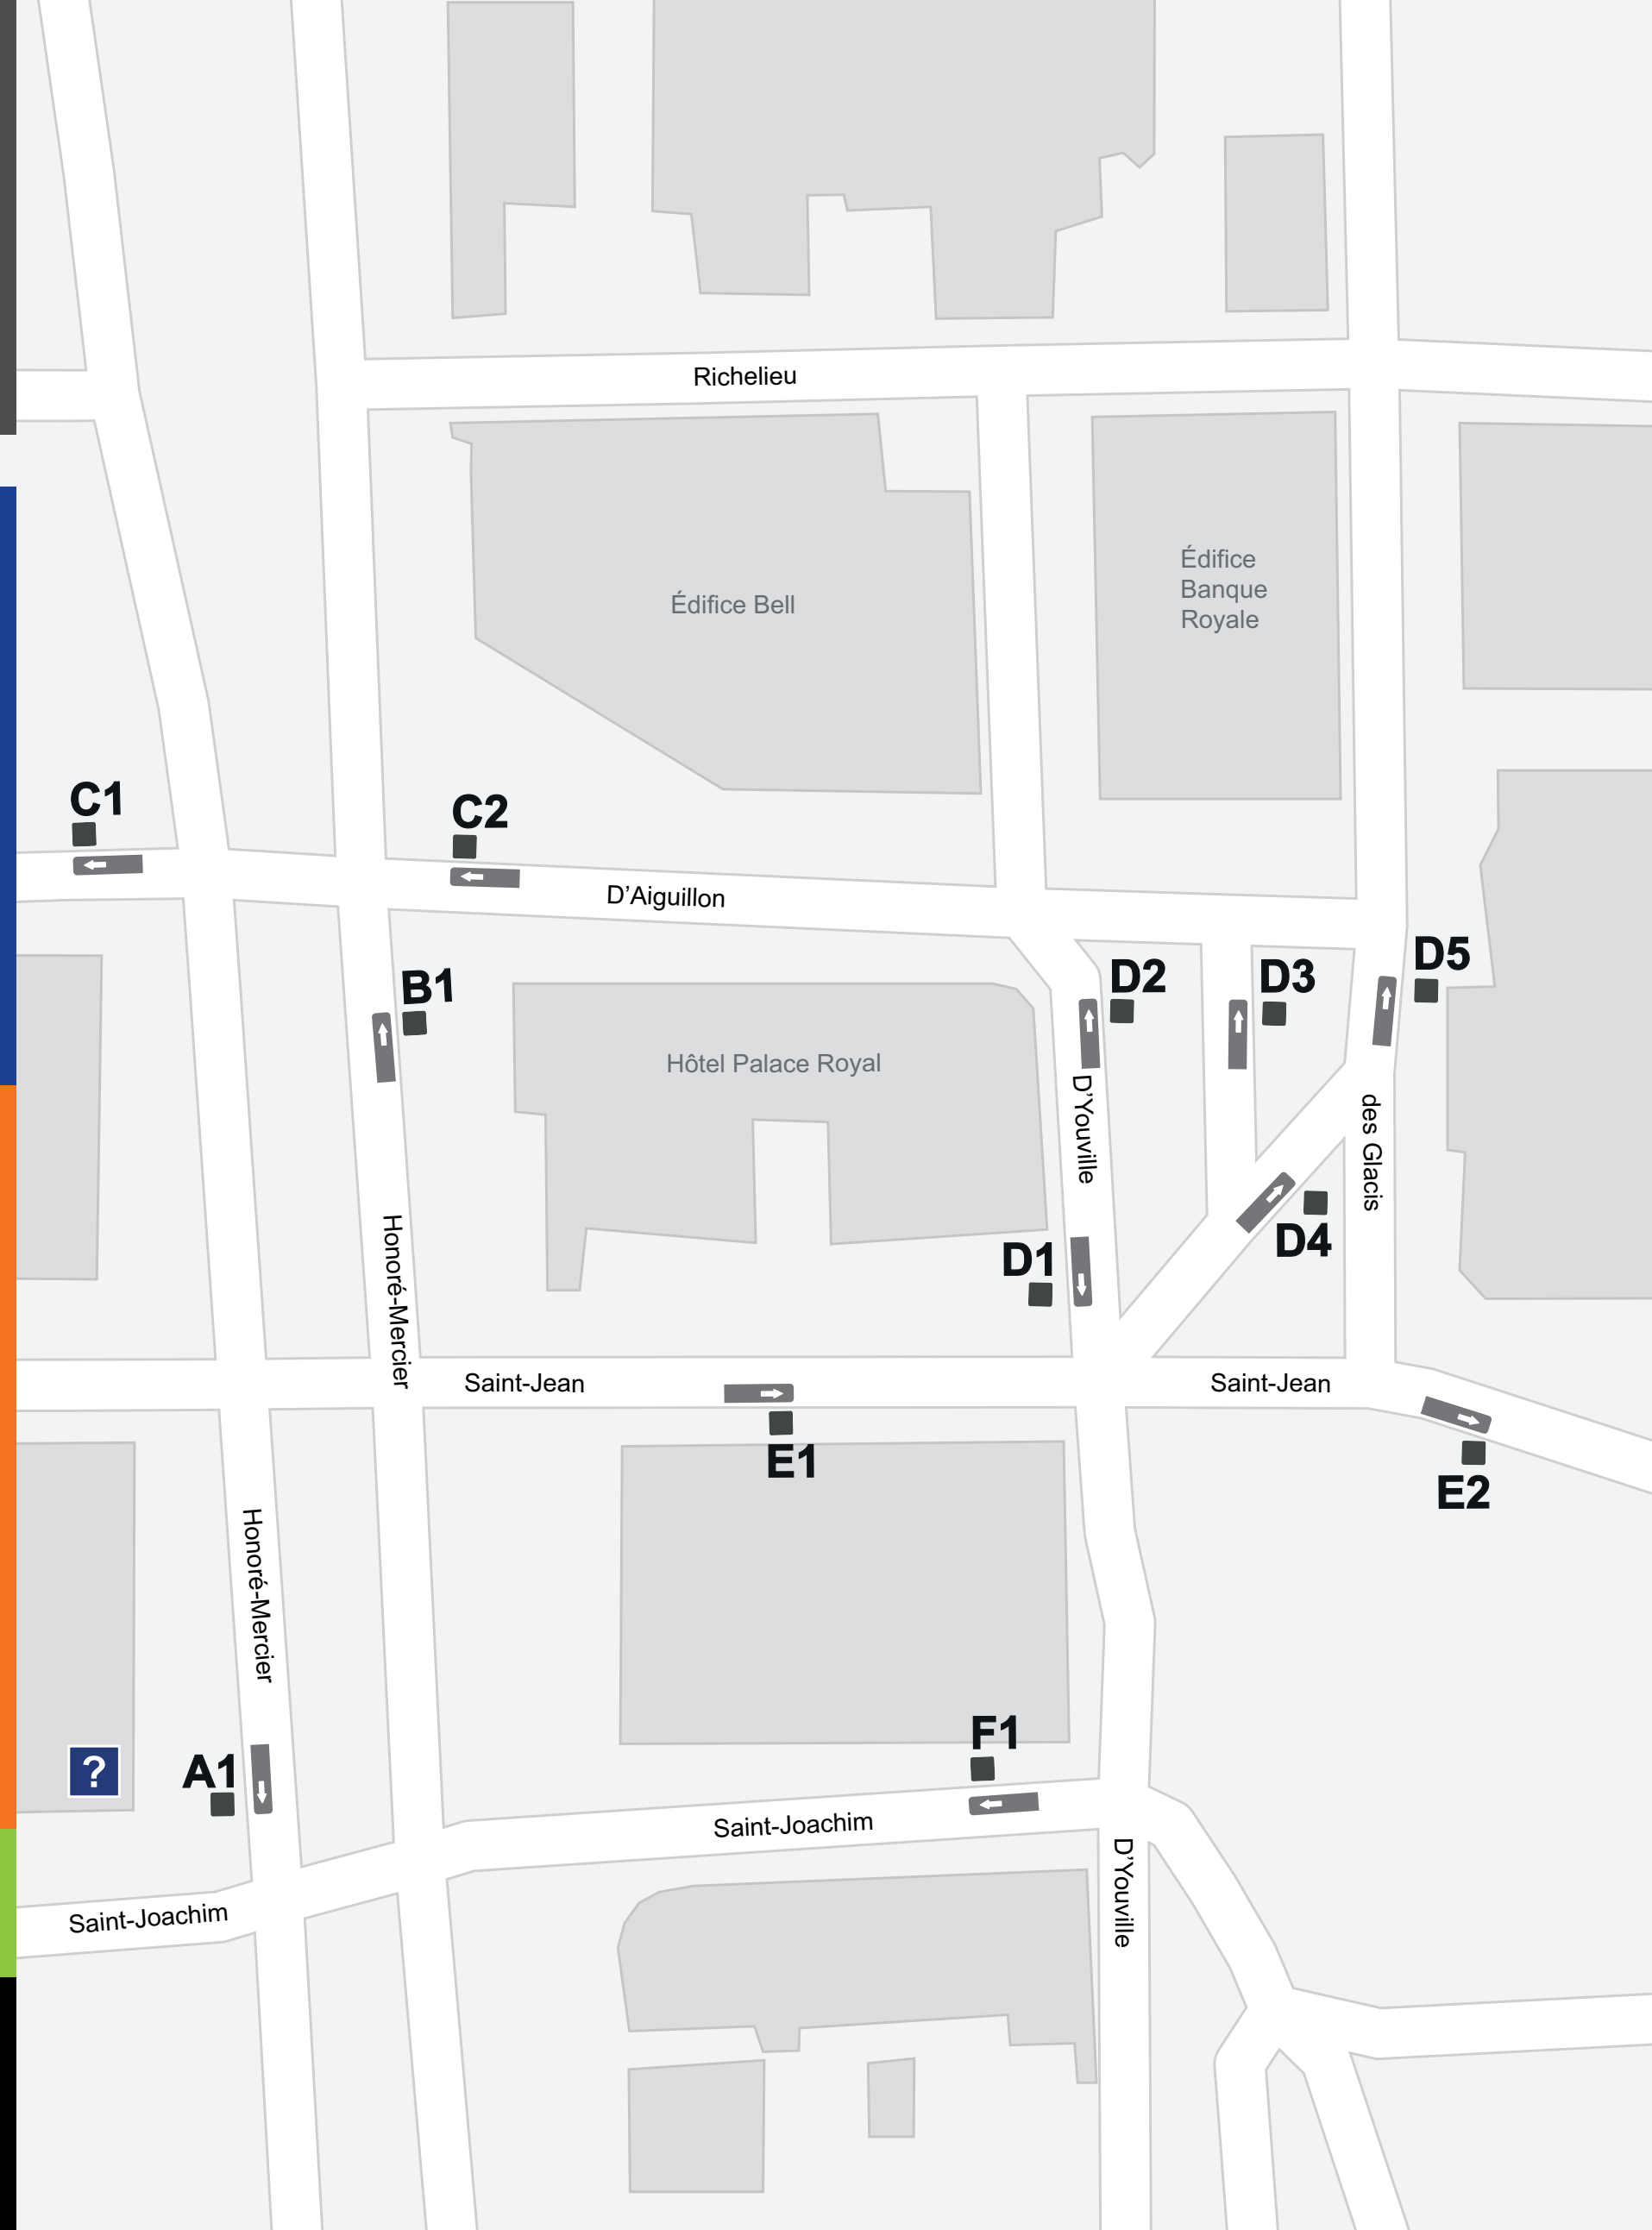 Richelieu
Édifice
Banque
Royale
Édifice Bell
C1
C2
D'Aiguillon
D5
D2
D3
B1
Hôtel Palace Royal
D'Youville
des Glacis
D4
D1
Honoré-Mercier
Saint-Jean
Saint-Jean
E1
E2
Honoré-Mercier
F1
?
A1
Saint-Joachim
D'Youville
Saint-Joachim